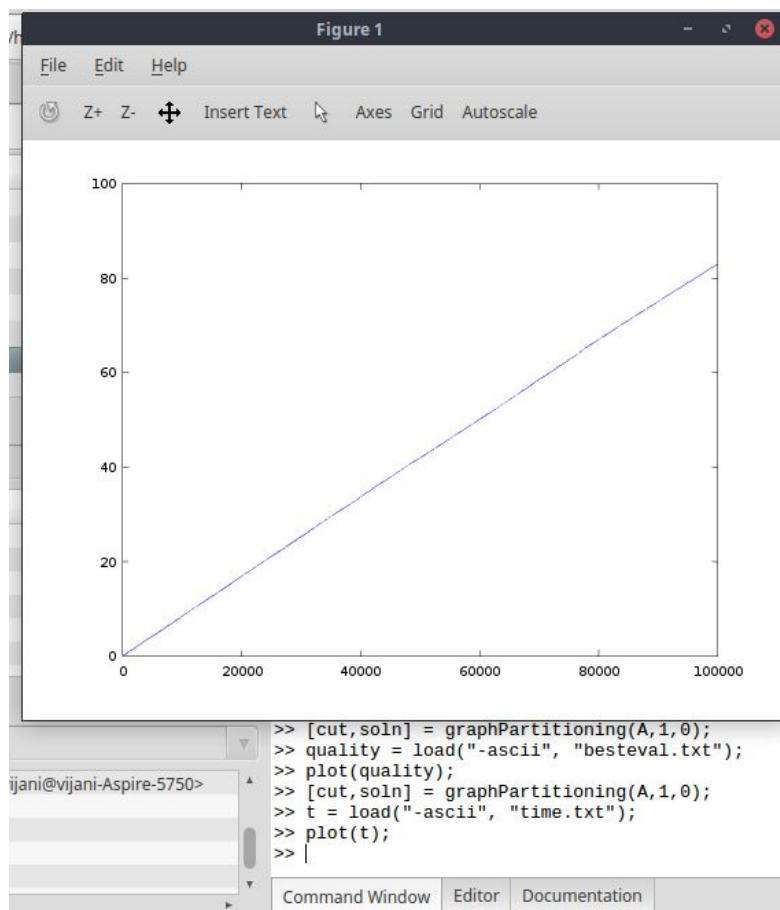 /h
Figure 1
File Edit Help
Z+ Z- Insert Text Axes Grid Autoscale
100
80
60
40
20
0
0 20000 40000 60000 80000 100000
>> [cut,soln] = graphPartitioning(A,1,0);
>> quality = load("-ascii", "besteval.txt");
>> plot(quality);
>> [cut,soln] = graphPartitioning(A,1,0);
>> t = load("-ascii", "time.txt");
>> plot(t);
>>
ijani@vijani-Aspire-5750>
Command Window Editor Documentation